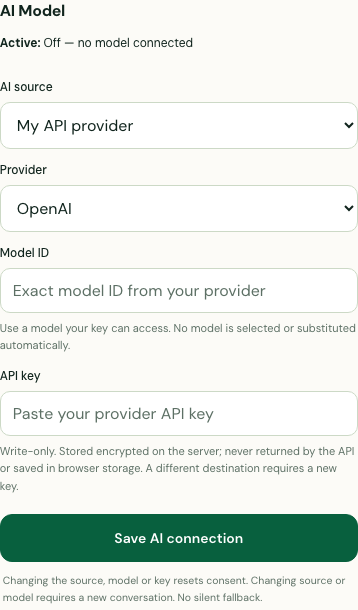 AI Model
Active: Off — no model connected
AI source
My API provider
Provider
OpenAI
Model ID
Exact model ID from your provider
Use a model your key can access. No model is selected or substituted
automatically.
API key
Paste your provider API key
Write-only. Stored encrypted on the server; never returned by the API
or saved in browser storage. A different destination requires a new
key.
Save AI connection
Changing the source, model or key resets consent. Changing source or
model requires a new conversation. No silent fallback.